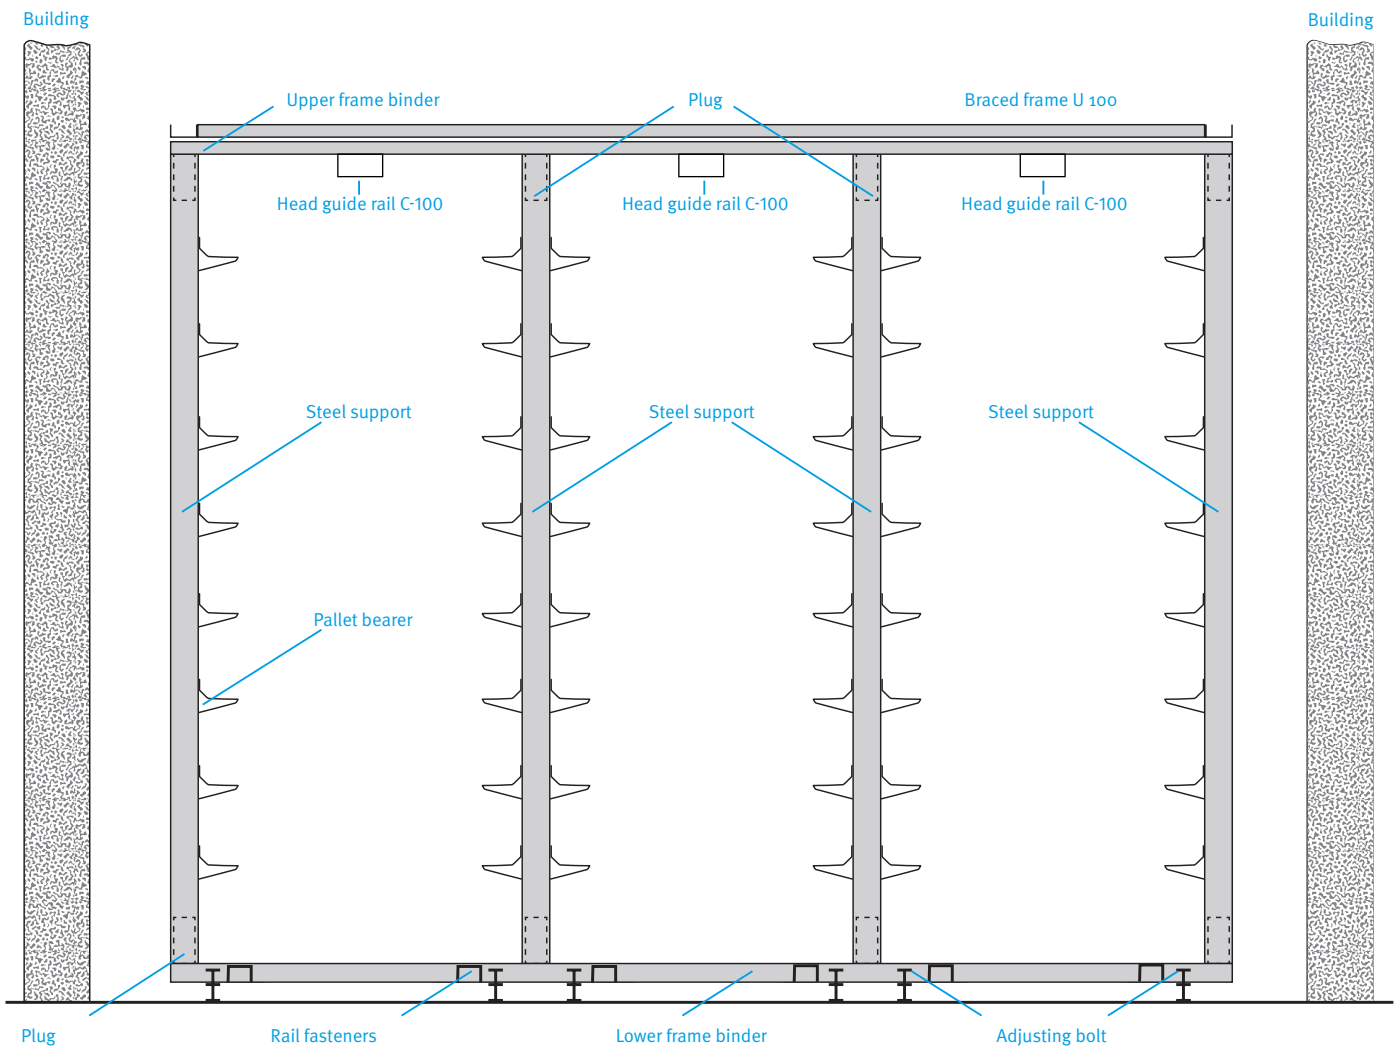 Building
Building
Upper frame binder
Plug
Braced frame U 100
Head guide rail C-100
Head guide rail C-100
Head guide rail C-100
Steel support
Steel support
Steel support
Pallet bearer
Plug
Rail fasteners
Lower frame binder
Adjusting bolt